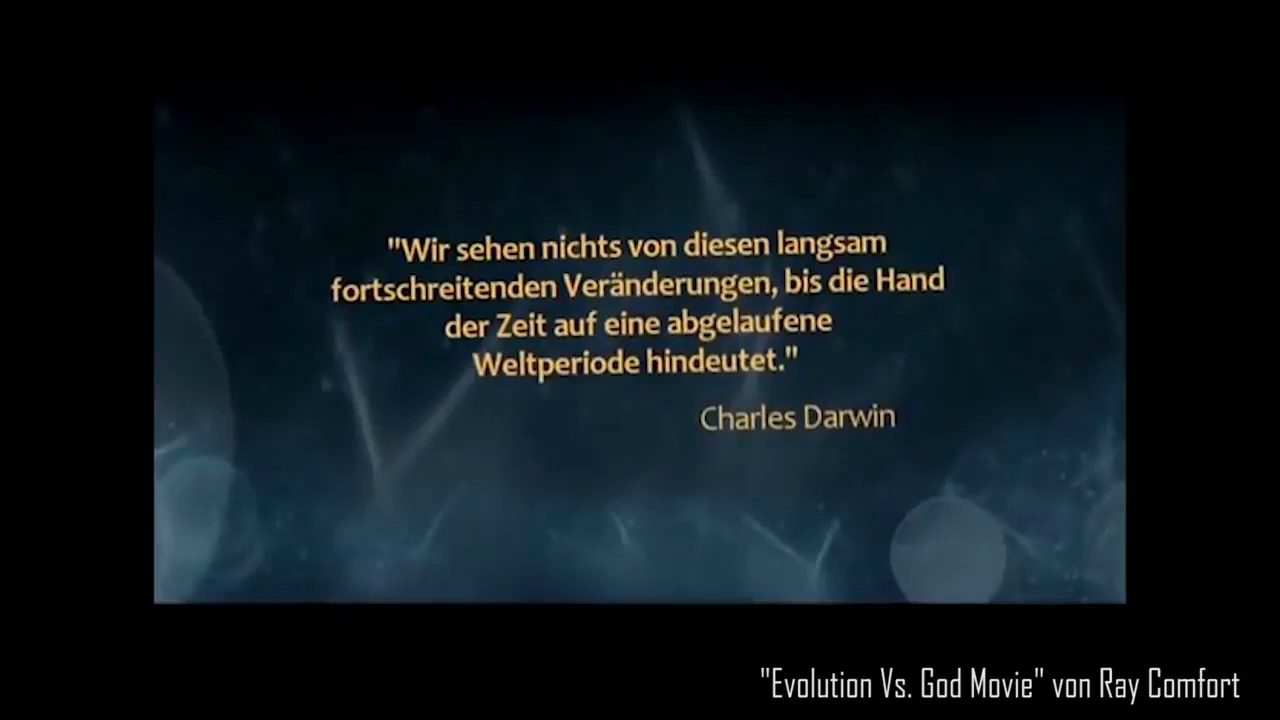 "Wir sehen nichts von diesen langsam
fortschreitenden Veränderungen, bis die Hand
der Zeit auf eine abgelaufene
Weltperiode hindeutet."
Charles Darwin
"Evolution Vs. God Movie" von Ray Comfort